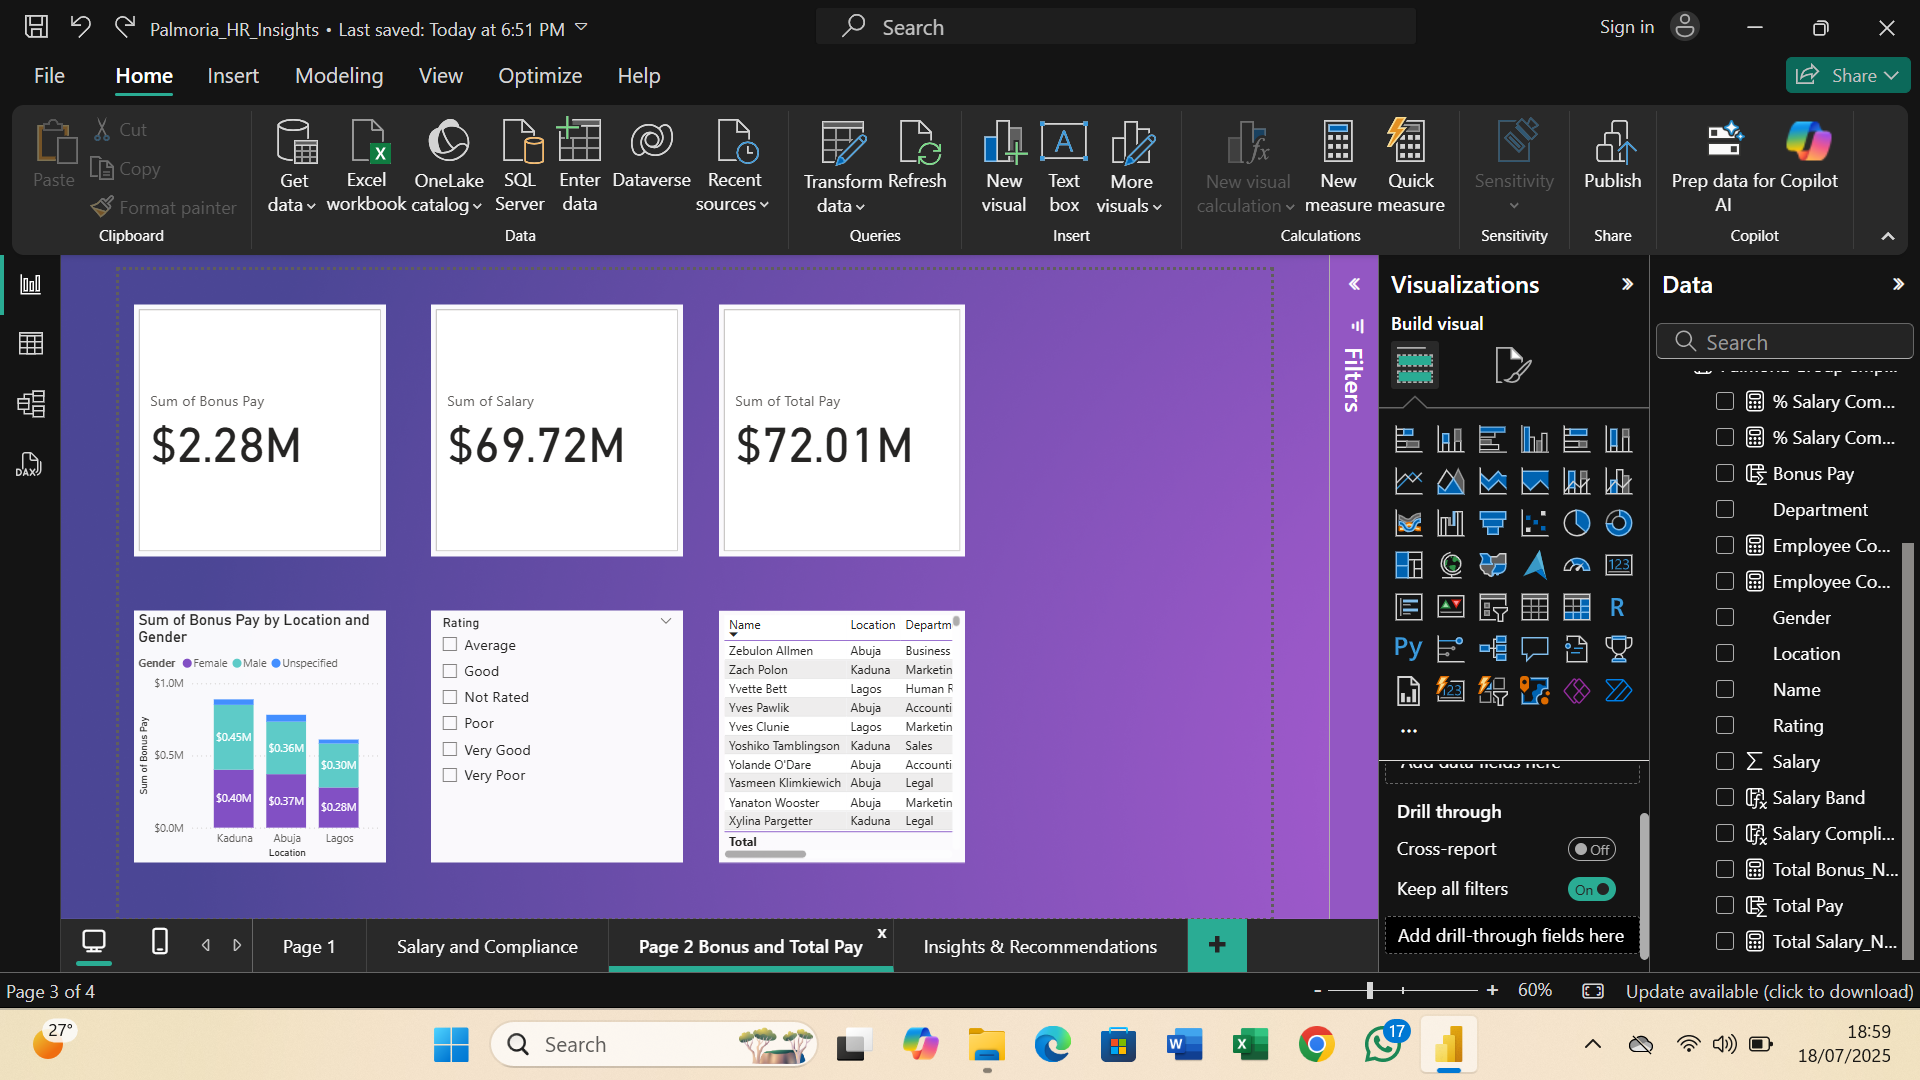 Palmoria_HR_Insights • Last saved: Today at 6:51 PM
Search
Sign in
File
Home
Insert
Modeling
View
Optimize
Help
Share
Paste
Cut
Copy
Format painter
Clipboard
Get data
Excel workbook
OneLake catalog
SQL Server
Enter data
Dataverse
Recent sources
Data
Transform data
Refresh
Queries
New visual
Text box
More visuals
Insert
New visual calculation
New measure
Quick measure
Calculations
Sensitivity
Sensitivity
Publish
Share
Prep data for AI
Copilot
Copilot
Sum of Bonus Pay
$2.28M
Sum of Salary
$69.72M
Sum of Total Pay
$72.01M
Sum of Bonus Pay by Location and
Gender
Gender Female Male Unspecified
$1.0M
$0.5M
$0.0M
Sum of Bonus Pay
$0.45M
$0.36M
$0.30M
$0.40M
$0.37M
$0.28M
Kaduna Abuja Lagos
Location
Rating
Average
Good
Not Rated
Poor
Very Good
Very Poor
Name Location Departm
Zebulon Allmen Abuja Business
Zach Polon Kaduna Marketin
Yvette Bett Lagos Human R
Yves Pawlik Abuja Accounti
Yves Clunie Lagos Marketin
Yoshiko Tamblingson Kaduna Sales
Yolande O'Dare Abuja Accounti
Yasmeen Klimkiewich Abuja Legal
Yanaton Wooster Abuja Marketin
Xylina Pargetter Kaduna Legal
Total
Filters
Visualizations
Build visual
123
R
Py
123
...
Add data fields here
Drill through
Cross-report Off
Keep all filters On
Add drill-through fields here
Data
Search
% Salary Com...
% Salary Com...
Bonus Pay
Department
Employee Co...
Employee Co...
Gender
Location
Name
Rating
Salary
Salary Band
Salary Compli...
Total Bonus_N...
Total Pay
Total Salary_N...
DAX
Page 1
Salary and Compliance
Page 2 Bonus and Total Pay
x
Insights & Recommendations
+
Page 3 of 4
- + 60%
Update available (click to download)
27°
Search
17
18:59
18/07/2025